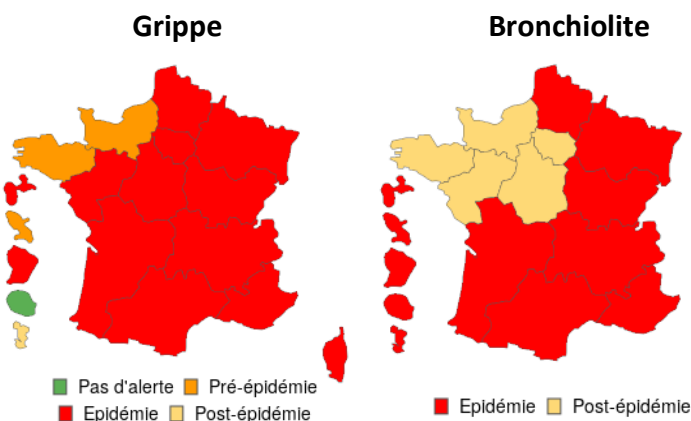 Grippe
Bronchiolite
Pas d'alerte Pré-épidémie
Epidémie Post-épidémie
Epidémie Post-épidémie